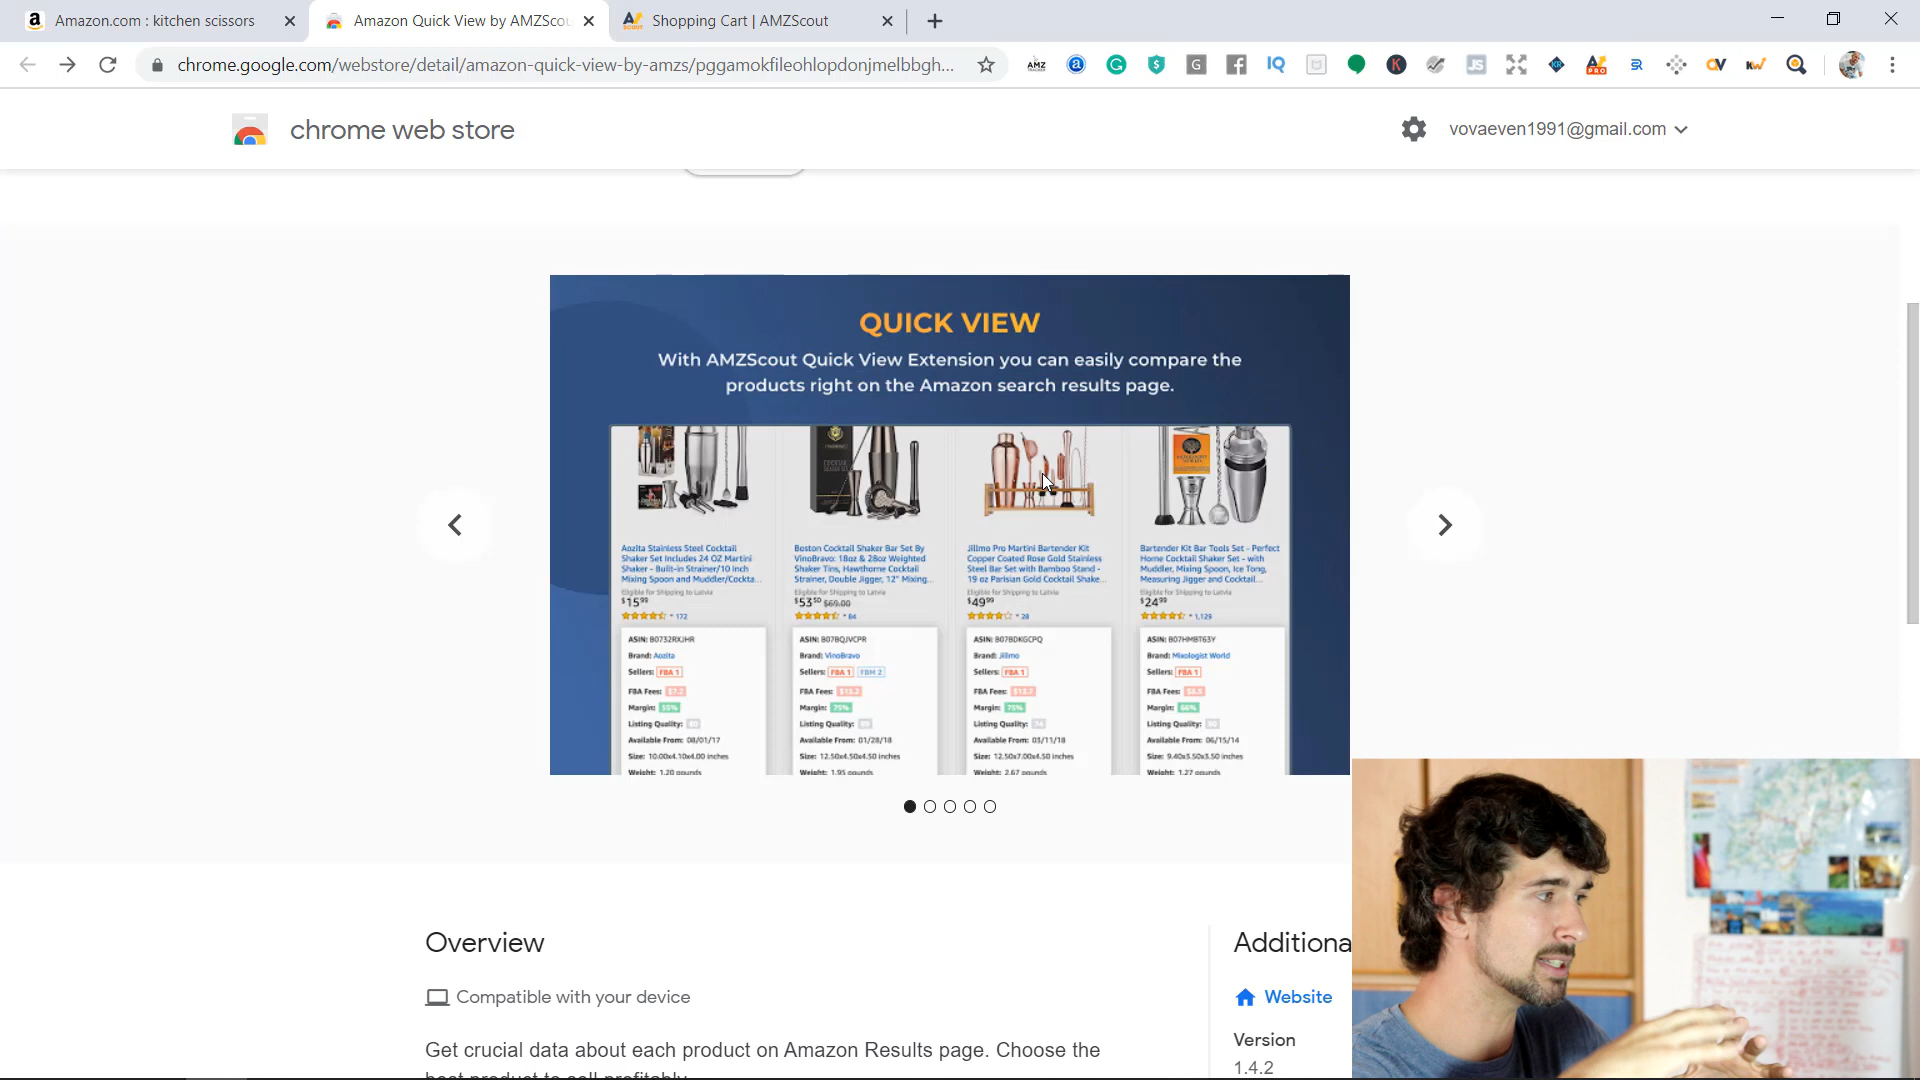 Amazon.com : kitchen scissors
Amazon Quick View by AMZSco
Shopping Cart | AMZScout
chrome.google.com/webstore/detail/amazon-quick-view-by-amzs/pggamokfileohlopdonjmelbbgh...
chrome web store
vovaeven1991@gmail.com
QUICK VIEW
With AMZScout Quick View Extension you can easily compare the
products right on the Amazon search results page.
Aozita Stainless Steel Cocktail
Shaker Set Includes 24 OZ Martini
Shaker - Built-in Strainer/10 Inch
Mixing Spoon and Muddler/Cockta...
Eligible for Shipping to Latvia
$15.99
172
ASIN: B0732RXJHR
Brand: Aozita
Sellers: FBA 1
FBA Fees: $7.2
Margin: 55%
Listing Quality:
Available From: 08/01/17
Size: 10.00x4.10x4.00 inches
Weight: 1.20 pounds
Boston Cocktail Shaker Bar Set By
VinoBravo: 18oz & 28oz Weighted
Shaker Tins, Hawthorne Cocktail
Strainer, Double Jigger, 12" Mixing...
Eligible for Shipping to Latvia
$53.50 $69.00
84
ASIN: B07BQJVCPR
Brand: VinoBravo
Sellers: FBA 1 FBM 2
FBA Fees: $13.2
Margin: 75%
Listing Quality:
Available From: 01/28/18
Size: 12.50x4.50x4.50 inches
Weight: 1.95 pounds
Jillmo Pro Martini Bartender Kit
Copper Coated Rose Gold Stainless
Steel Bar Set with Bamboo Stand -
19 oz Parisian Gold Cocktail Shake...
Eligible for Shipping to Latvia
$49.99
28
ASIN: B07BDKGCPQ
Brand: Jillmo
Sellers: FBA 1
FBA Fees: $12.7
Margin: 75%
Listing Quality:
Available From: 03/11/18
Size: 12.50x7.00x4.50 inches
Weight: 2.67 pounds
Bartender Kit Bar Tools Set - Perfect
Home Cocktail Shaker Set - with
Muddler, Mixing Spoon, Ice Tong,
Measuring Jigger and Cocktail...
Eligible for Shipping to Latvia
$24.99
1,129
ASIN: B07HMBT63Y
Brand: Mixologist World
Sellers: FBA 1
FBA Fees:
Margin: 66%
Listing Quality:
Available From: 06/15/14
Size: 9.40x3.50x3.50 inches
Weight: 1.27 pounds
Overview
Compatible with your device
Get crucial data about each product on Amazon Results page. Choose the
best product to sell profitably
Additiona
Website
Version
1.4.2